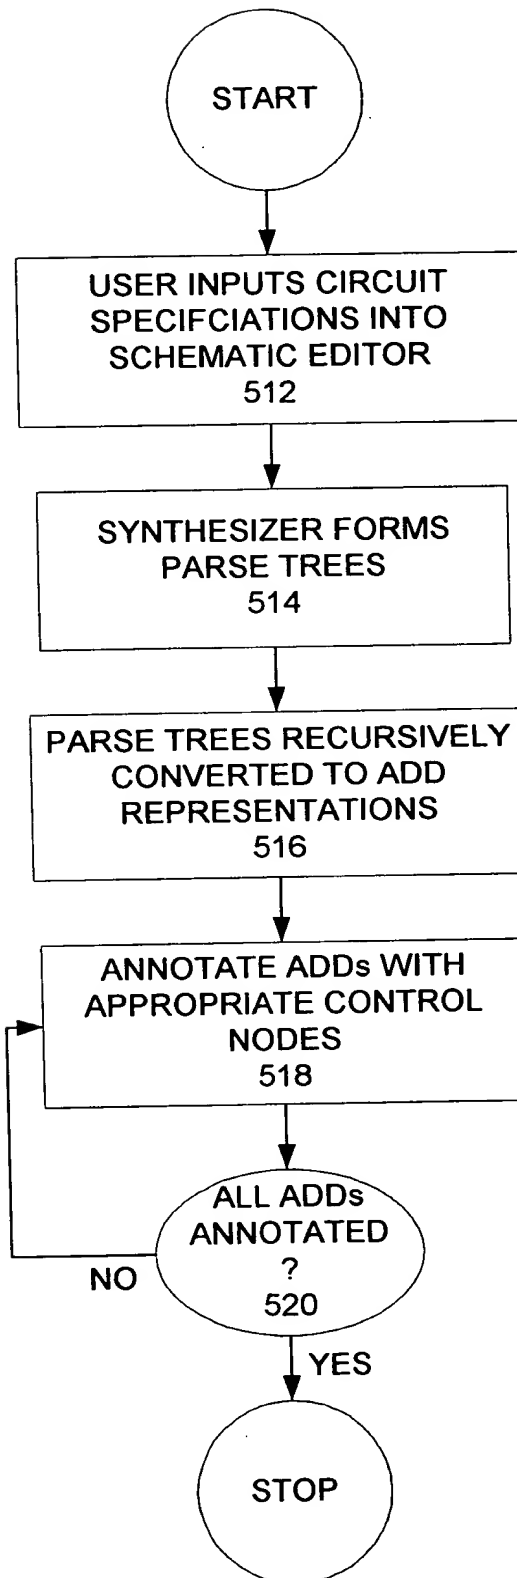 START
USER INPUTS CIRCUIT
SPECIFCIATIONS INTO
SCHEMATIC EDITOR
512
SYNTHESIZER FORMS
PARSE TREES
514
PARSE TREES RECURSIVELY
CONVERTED TO ADD
REPRESENTATIONS
516
ANNOTATE ADDs WITH
APPROPRIATE CONTROL
NODES
518
ALL ADDs
ANNOTATED
?
520
NO
YES
STOP